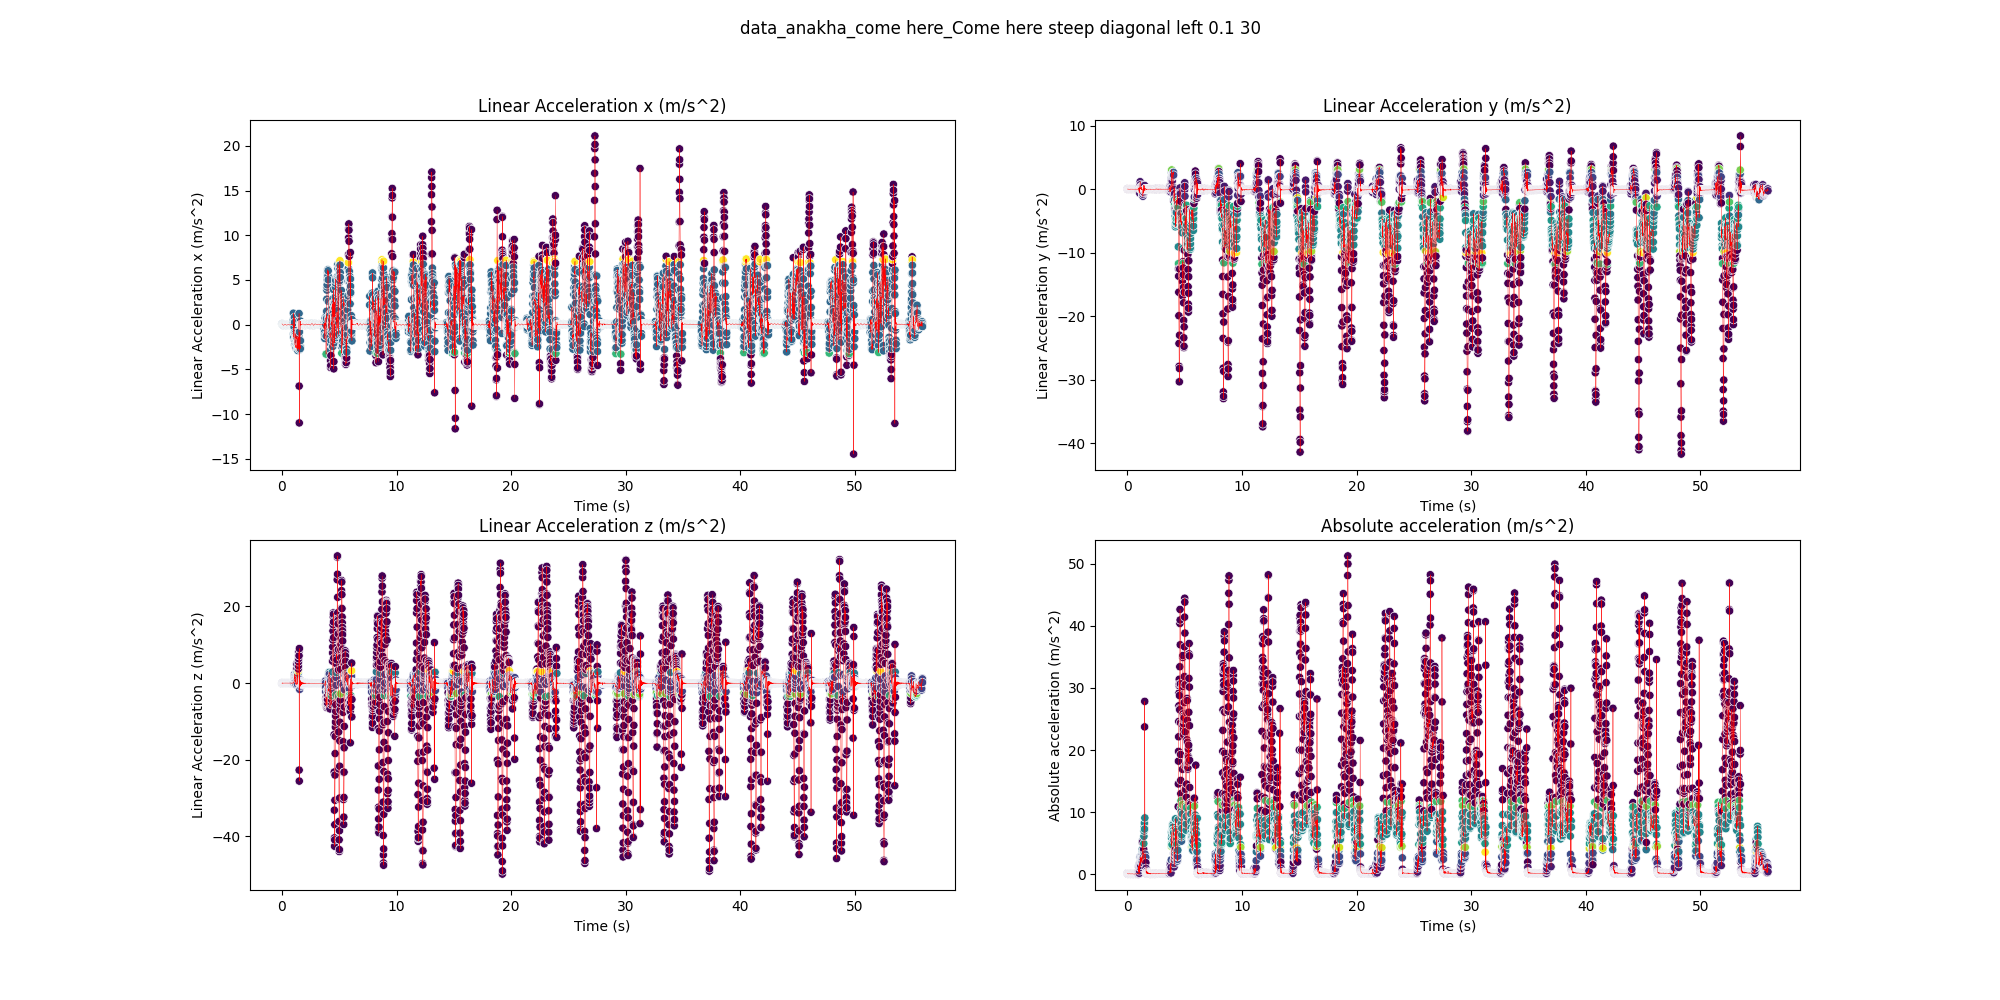 data_anakha_come here_Come here steep diagonal left 0.1 30
Linear Acceleration x (m/s^2)
Linear Acceleration x (m/s^2)
20
15
10
5
0
−5
−10
−15
0 10 20 30 40 50
Time (s)
Linear Acceleration y (m/s^2)
Linear Acceleration y (m/s^2)
10
0
−10
−20
−30
−40
0 10 20 30 40 50
Time (s)
Linear Acceleration z (m/s^2)
Linear Acceleration z (m/s^2)
20
0
−20
−40
0 10 20 30 40 50
Time (s)
Absolute acceleration (m/s^2)
Absolute acceleration (m/s^2)
50
40
30
20
10
0
0 10 20 30 40 50
Time (s)